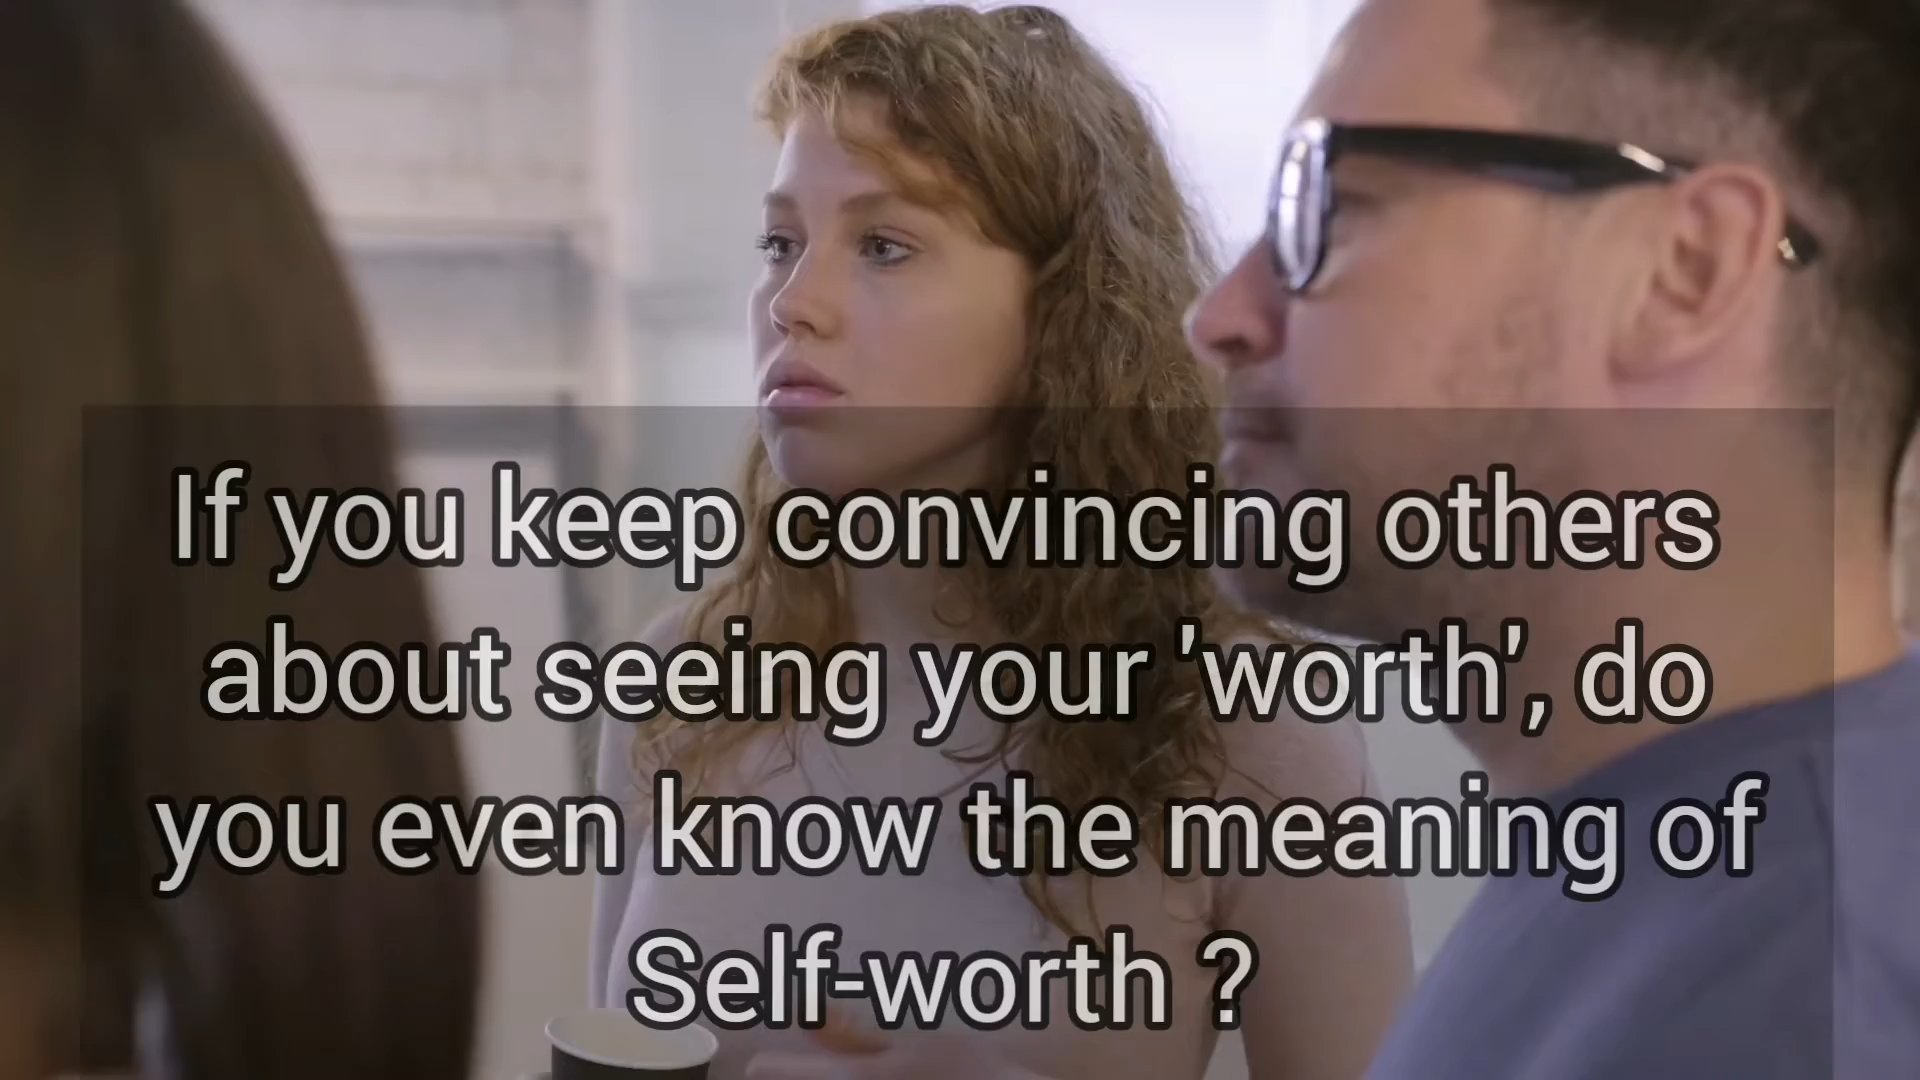 If you keep convincing others
about seeing your 'worth', do
you even know the meaning of
Self-worth ?